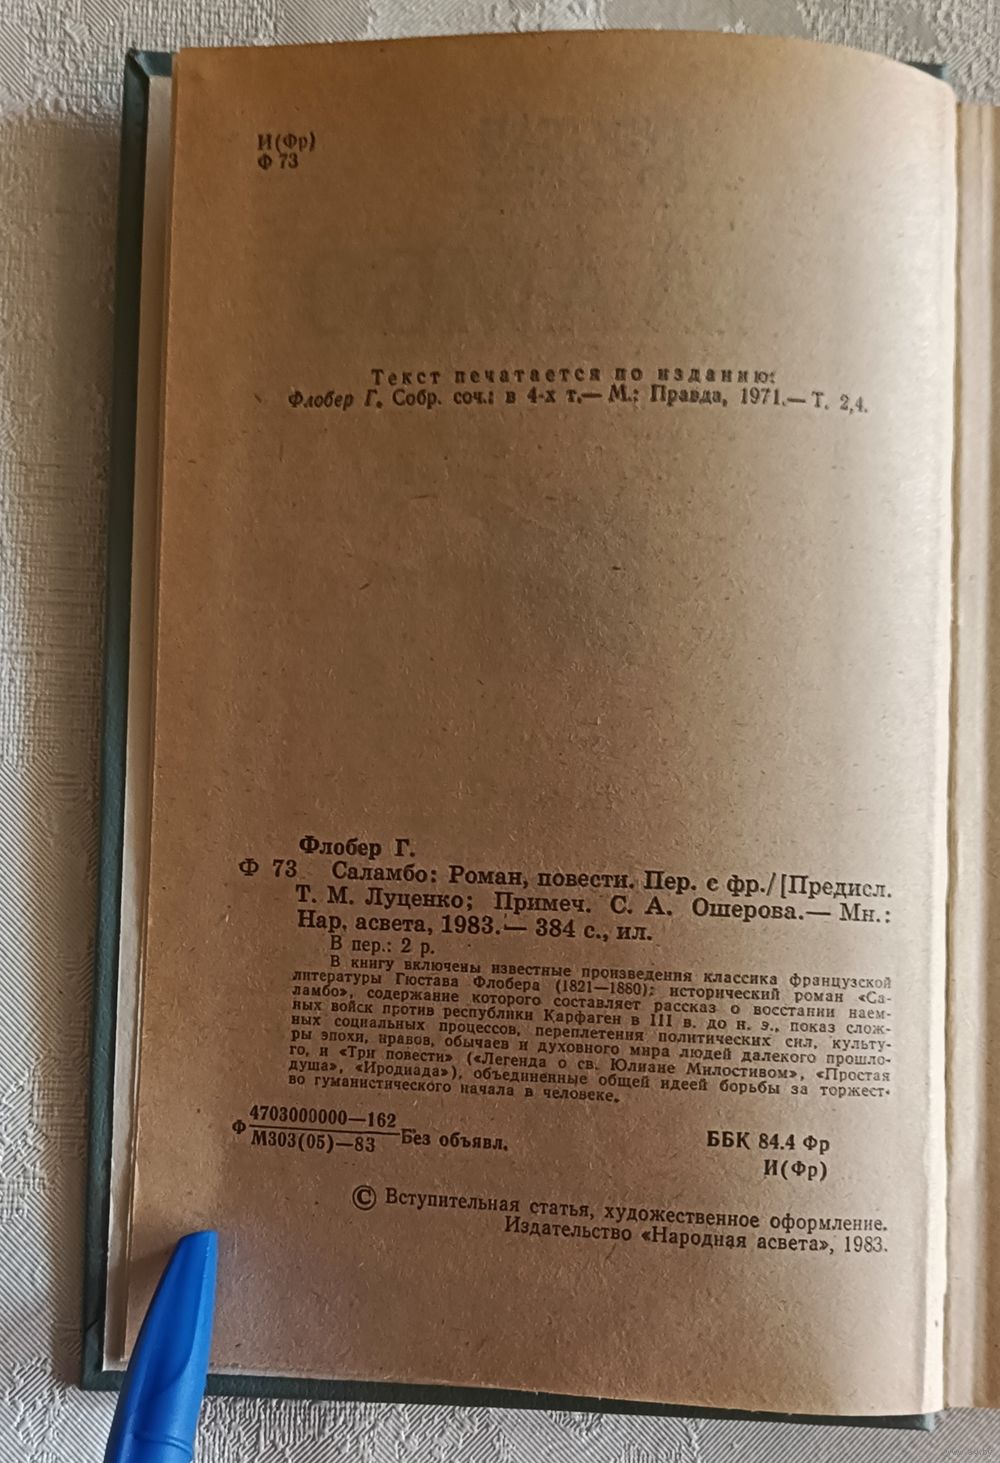 И(Фр)
Ф 73
Текст печатается по изданию:
Флобер Г. Собр. соч.: в 4-х т.— М.: Правда, 1971.— Т. 2,4.
Флобер Г.
Ф 73 Саламбо: Роман, повести. Пер. с фр./[Предисл.
Т. М. Луценко; Примеч. С. А. Ошерова.— Мн.:
Нар. асвета, 1983.— 384 с., ил.
В пер.: 2 р.
В книгу включены известные произведения классика французской
литературы Гюстава Флобера (1821—1880): исторический роман «Са-
ламбо», содержание которого составляет рассказ о восстании наем-
ных войск против республики Карфаген в III в. до н. э., показ слож-
ных социальных процессов, переплетения политических сил, культу-
ры эпохи, нравов, обычаев и духовного мира людей далекого прошло-
го, и «Три повести» («Легенда о св. Юлиане Милостивом», «Простая
душа», «Иродиада»), объединенные общей идеей борьбы за торжест-
во гуманистического начала в человеке.
Ф 4703000000—162
М303(05)—83 Без объявл.
ББК 84.4 Фр
И(Фр)
© Вступительная статья, художественное оформление.
Издательство «Народная асвета», 1983.